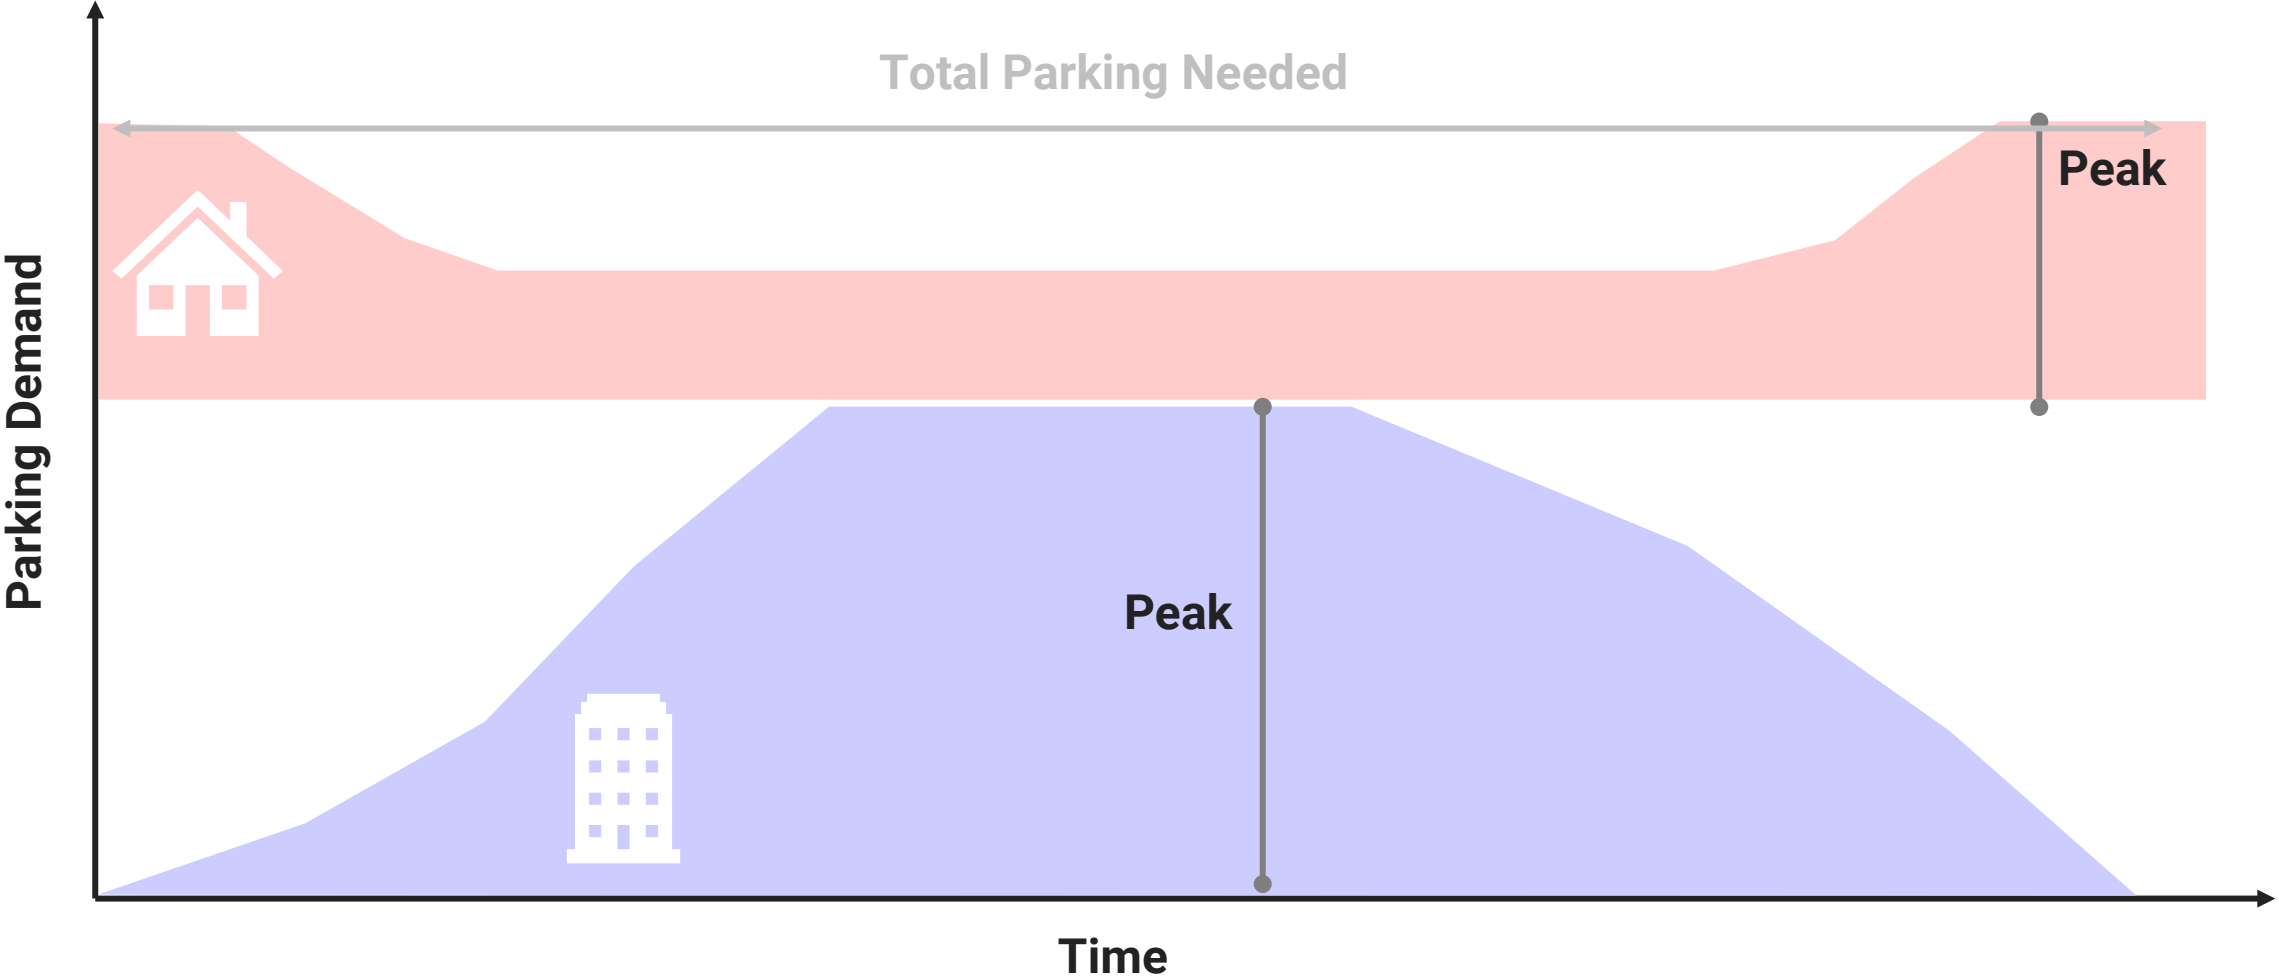 Total Parking Needed
Peak
Parking Demand
Peak
Time